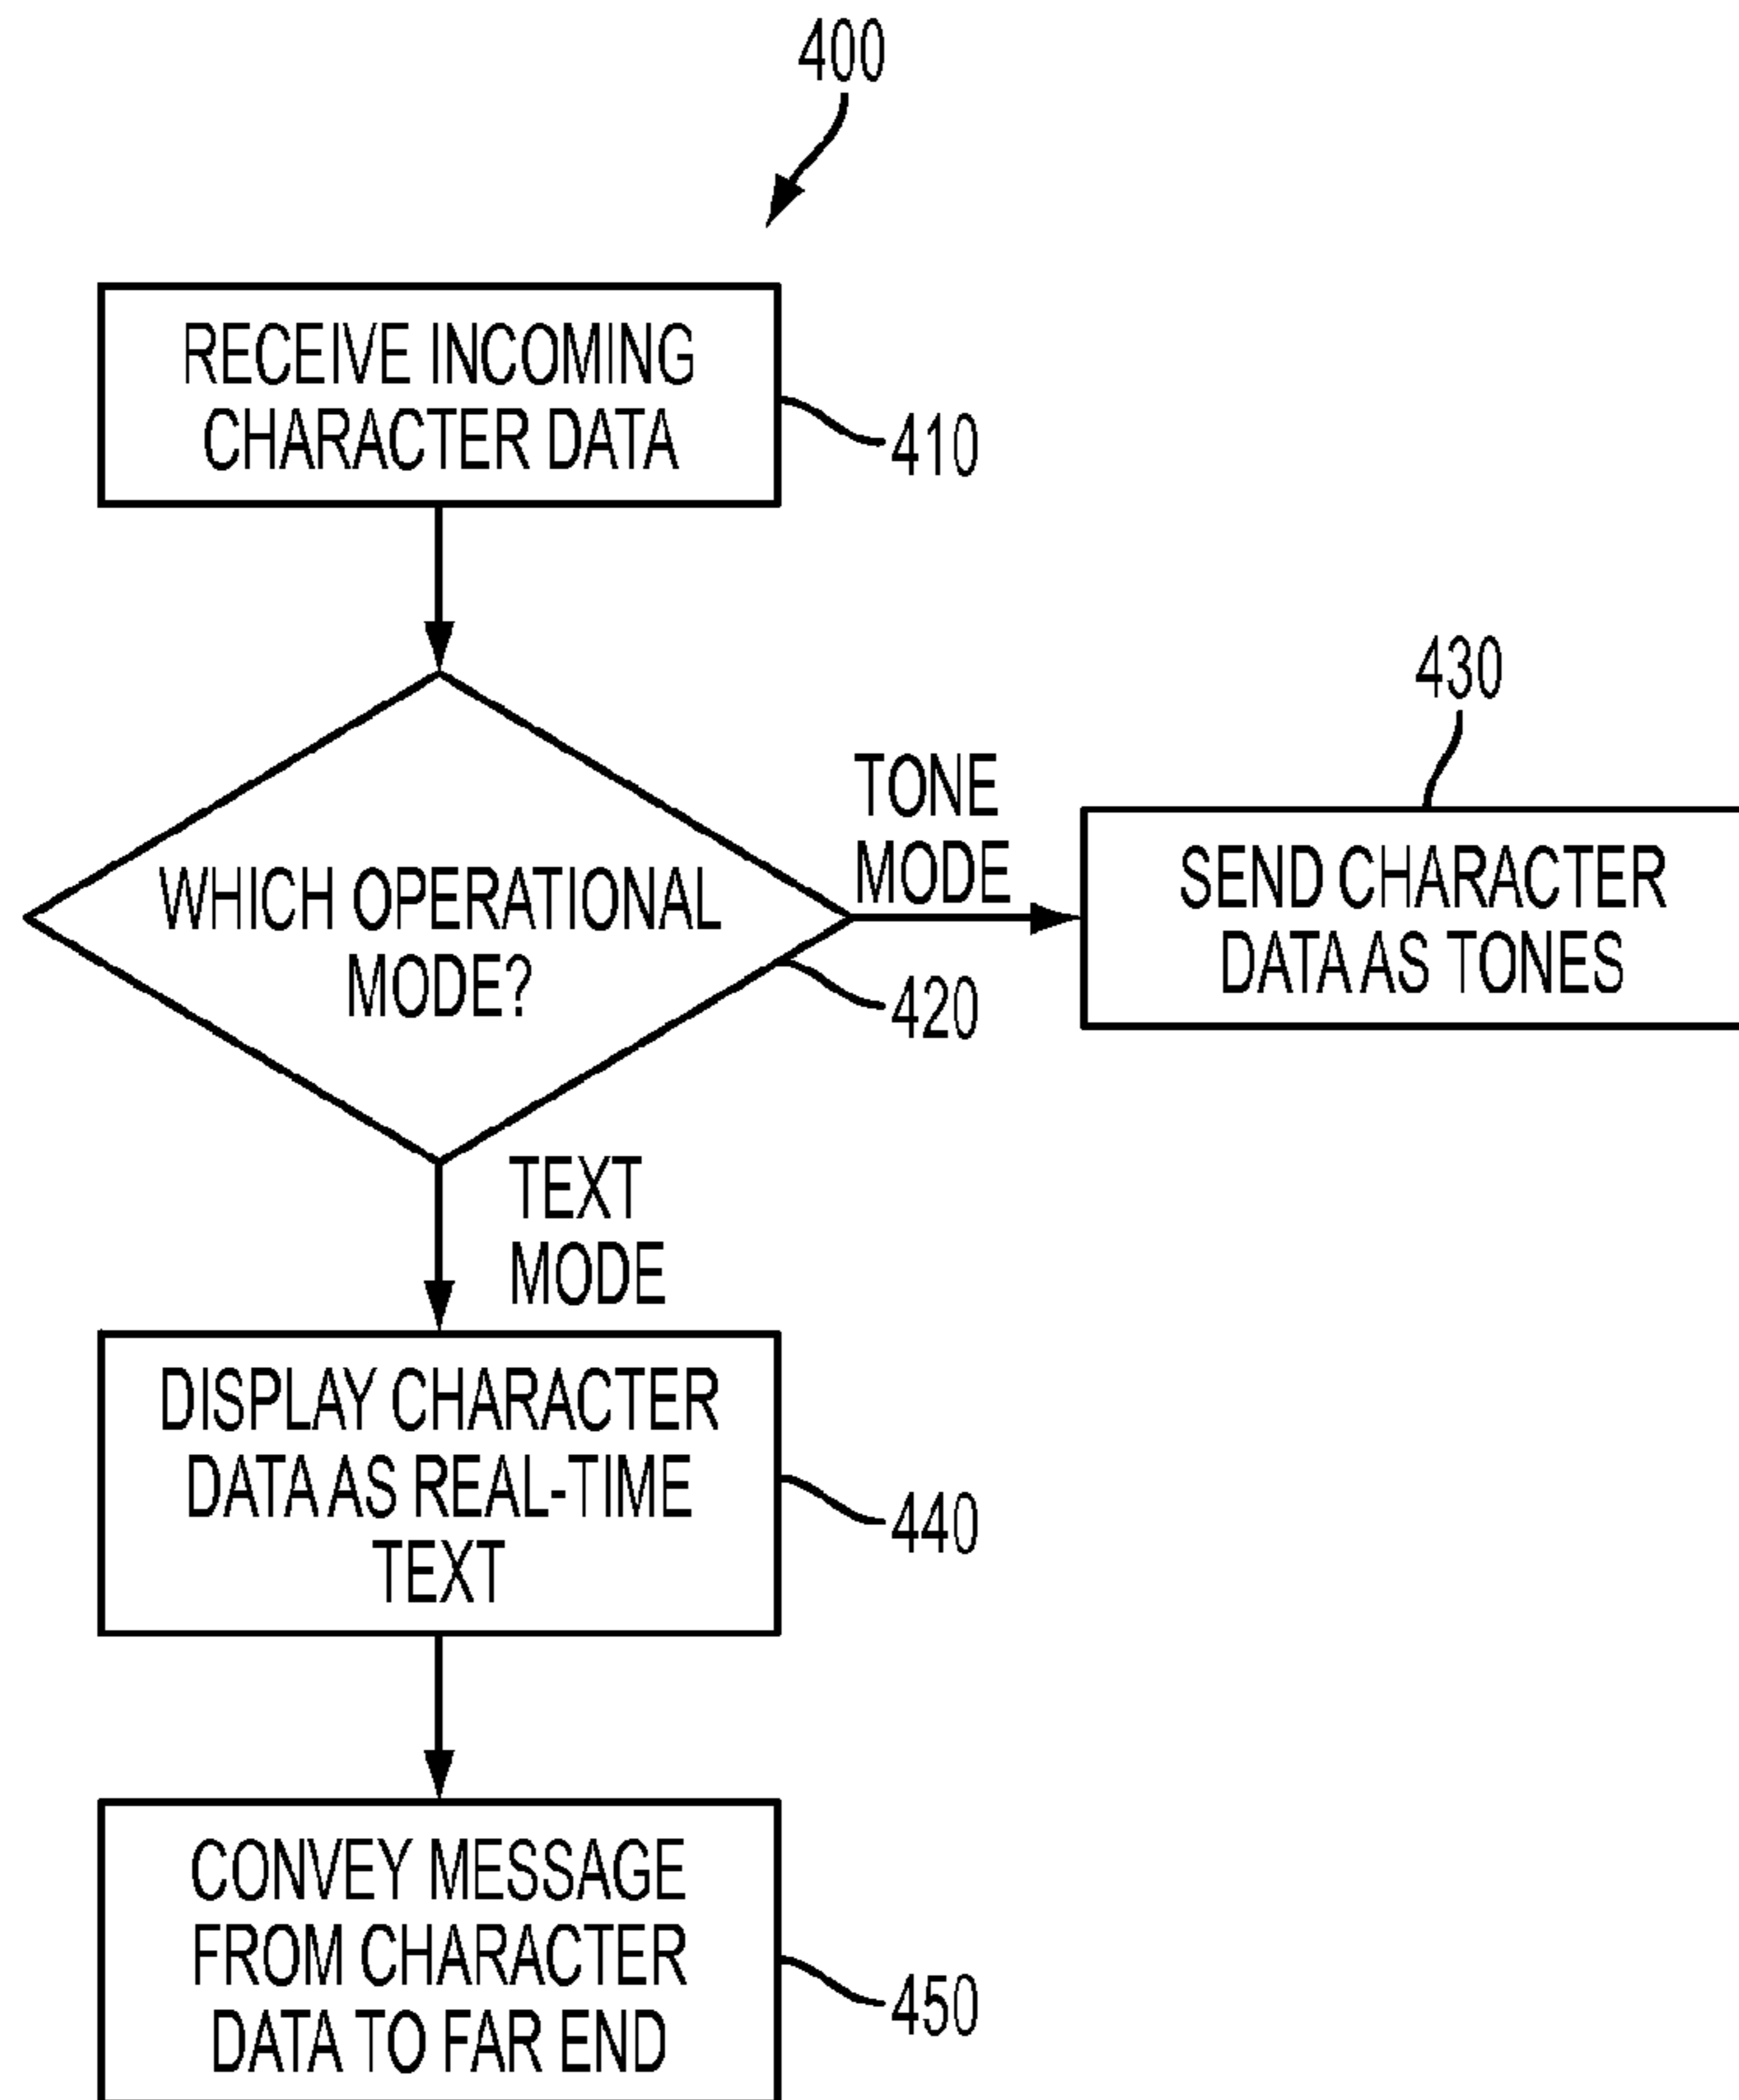 400
RECEIVE INCOMING
CHARACTER DATA
410
WHICH OPERATIONAL
MODE?
420
TONE
MODE
430
SEND CHARACTER
DATA AS TONES
TEXT
MODE
DISPLAY CHARACTER
DATA AS REAL-TIME
TEXT
440
CONVEY MESSAGE
FROM CHARACTER
DATA TO FAR END
450